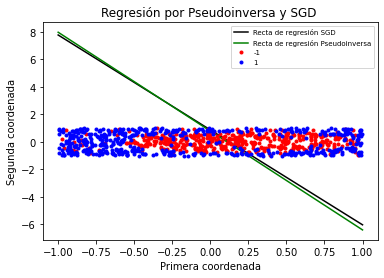 Regresión por Pseudoinversa y SGD
Recta de regresión SGD
Recta de regresión Pseudoinversa
-1
1
Segunda coordenada
8
6
4
2
0
−2
−4
−6
−1.00 −0.75 −0.50 −0.25 0.00 0.25 0.50 0.75 1.00
Primera coordenada